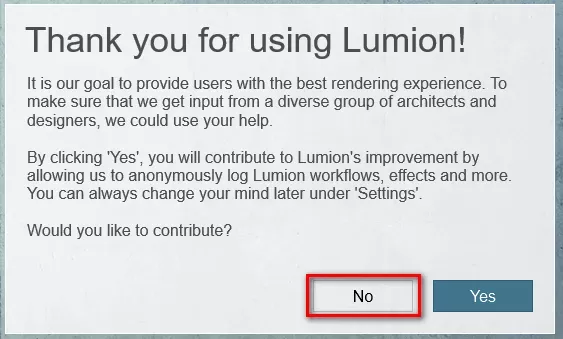 Thank you for using Lumion!
It is our goal to provide users with the best rendering experience. To
make sure that we get input from a diverse group of architects and
designers, we could use your help.
By clicking 'Yes', you will contribute to Lumion's improvement by
allowing us to anonymously log Lumion workflows, effects and more.
You can always change your mind later under 'Settings'.
Would you like to contribute?
No Yes